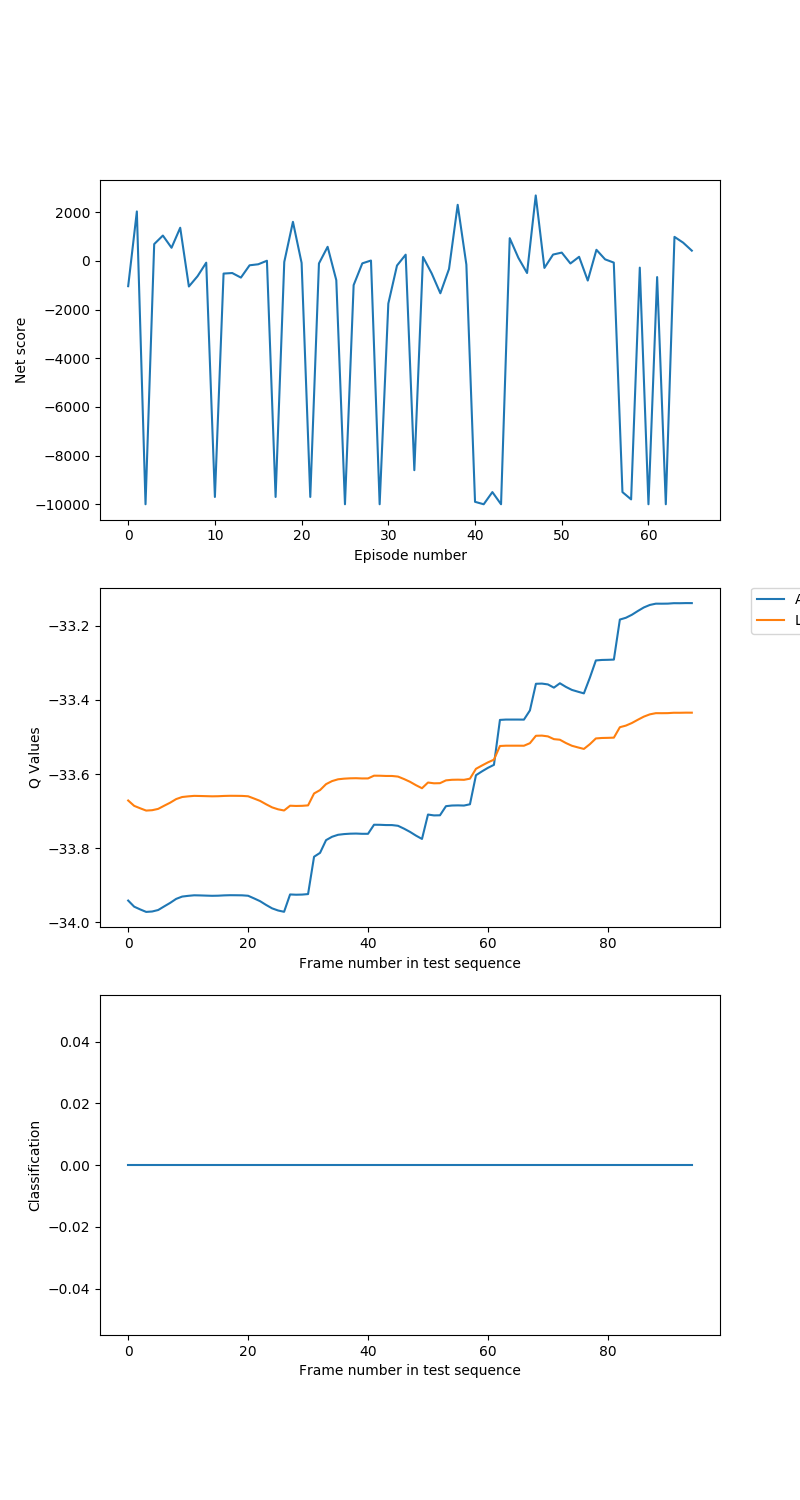 2000
0
−2000
−4000
−6000
−8000
−10000
Net score
0 10 20 30 40 50 60
Episode number
−33.2
−33.4
−33.6
−33.8
−34.0
Q Values
0 20 40 60 80
Frame number in test sequence
0.04
0.02
0.00
−0.02
−0.04
Classification
0 20 40 60 80
Frame number in test sequence